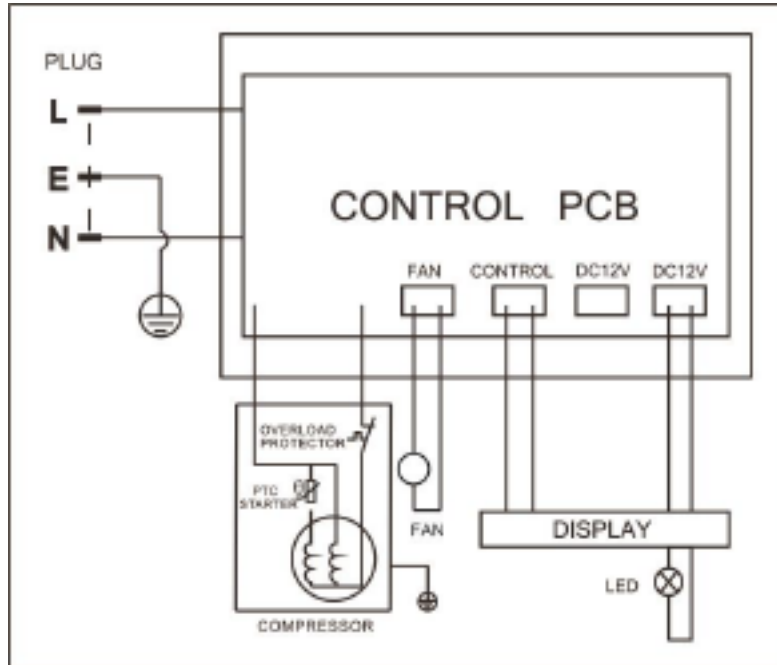 PLUG
L
E
N
CONTROL PCB
FAN
CONTROL
DC12V
DC12V
OVERLOAD
PROTECTOR
PTC
STARTER
FAN
DISPLAY
LED
COMPRESSOR